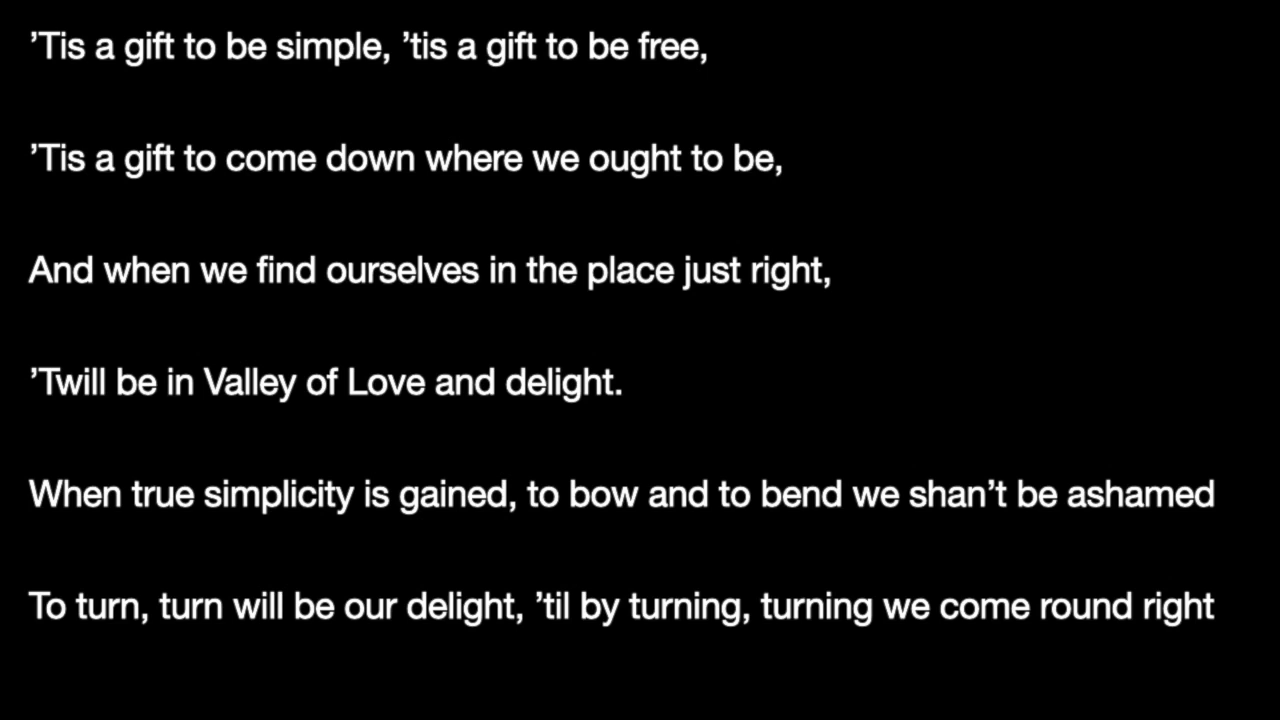 ’Tis a gift to be simple, ’tis a gift to be free,
’Tis a gift to come down where we ought to be,
And when we find ourselves in the place just right,
’Twill be in Valley of Love and delight.
When true simplicity is gained, to bow and to bend we shan’t be ashamed
To turn, turn will be our delight, ’til by turning, turning we come round right